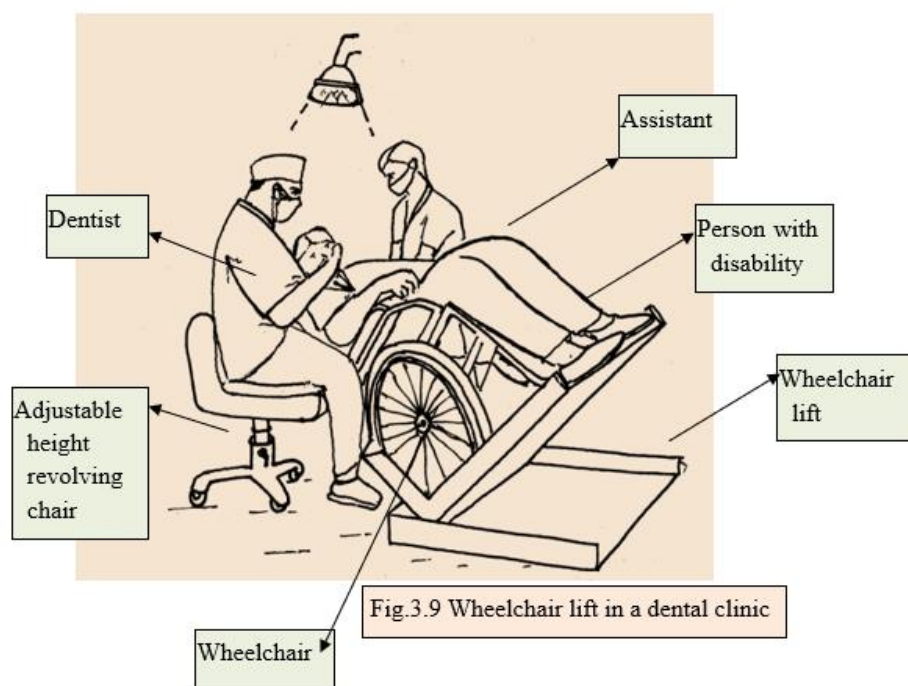 Assistant
Dentist
Person with
disability
Wheelchair
lift
Adjustable
height
revolving
chair
Fig.3.9 Wheelchair lift in a dental clinic
Wheelchair